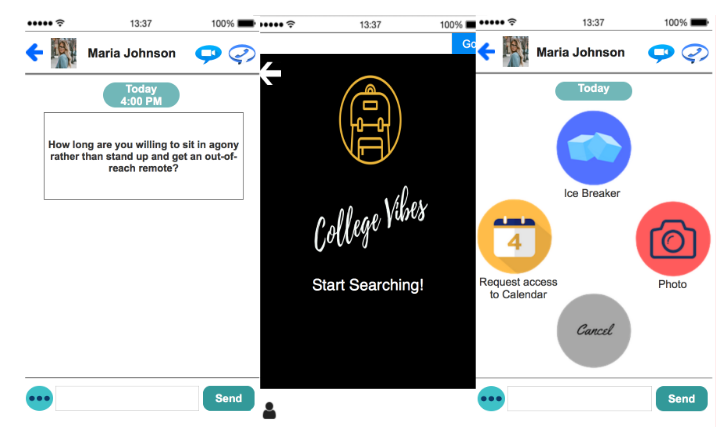 13:37
100%
Maria Johnson
Today
4:00 PM
How long are you willing to sit in agony
rather than stand up and get an out-of-
reach remote?
Send
13:37
100%
Go
College Vibes
Start Searching!
13:37
100%
Maria Johnson
Today
Ice Breaker
4
Request access
to Calendar
Photo
Cancel
Send